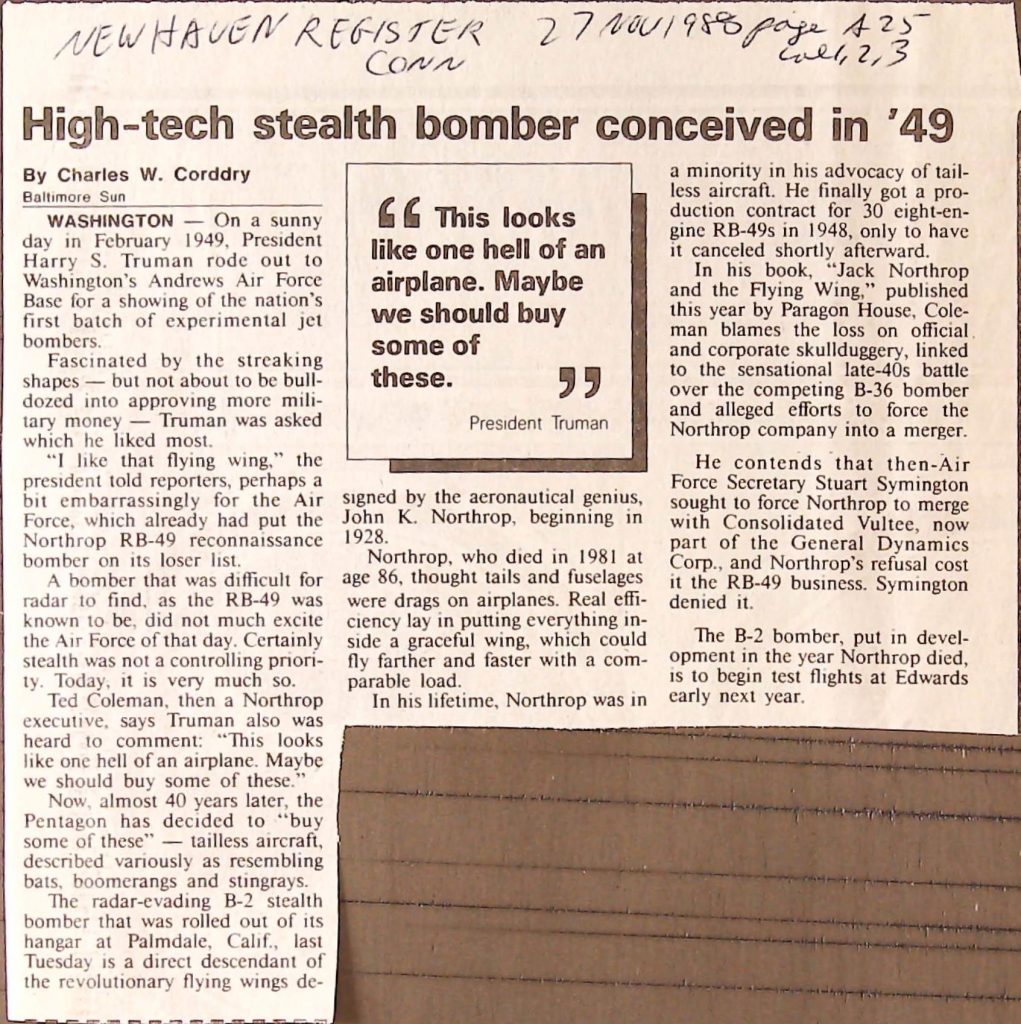 NEW HAVEN REGISTER 27 NOV 1988 page A25
CONN col 1, 2, 3
High-tech stealth bomber conceived in ’49
By Charles W. Corddry
Baltimore Sun
WASHINGTON — On a sunny
day in February 1949, President
Harry S. Truman rode out to
Washington’s Andrews Air Force
Base for a showing of the nation’s
first batch of experimental jet
bombers.
Fascinated by the streaking
shapes — but not about to be bull-
dozed into approving more mili-
tary money — Truman was asked
which he liked most.
“I like that flying wing,” the
president told reporters, perhaps a
bit embarrassingly for the Air
Force, which already had put the
Northrop RB-49 reconnaissance
bomber on its loser list.
A bomber that was difficult for
radar to find, as the RB-49 was
known to be, did not much excite
the Air Force of that day. Certainly
stealth was not a controlling priori-
ty. Today, it is very much so.
Ted Coleman, then a Northrop
executive, says Truman also was
heard to comment: “This looks
like one hell of an airplane. Maybe
we should buy some of these.”
Now, almost 40 years later, the
Pentagon has decided to “buy
some of these” — tailless aircraft,
described variously as resembling
bats, boomerangs and stingrays.
The radar-evading B-2 stealth
bomber that was rolled out of its
hangar at Palmdale, Calif., last
Tuesday is a direct descendant of
the revolutionary flying wings de-
“ This looks
like one hell of an
airplane. Maybe
we should buy
some of
these. ”
President Truman
signed by the aeronautical genius,
John K. Northrop, beginning in
1928.
Northrop, who died in 1981 at
age 86, thought tails and fuselages
were drags on airplanes. Real effi-
ciency lay in putting everything in-
side a graceful wing, which could
fly farther and faster with a com-
parable load.
In his lifetime, Northrop was in
a minority in his advocacy of tail-
less aircraft. He finally got a pro-
duction contract for 30 eight-en-
gine RB-49s in 1948, only to have
it canceled shortly afterward.
In his book, “Jack Northrop
and the Flying Wing,” published
this year by Paragon House, Cole-
man blames the loss on official
and corporate skullduggery, linked
to the sensational late-40s battle
over the competing B-36 bomber
and alleged efforts to force the
Northrop company into a merger.
He contends that then-Air
Force Secretary Stuart Symington
sought to force Northrop to merge
with Consolidated Vultee, now
part of the General Dynamics
Corp., and Northrop’s refusal cost
it the RB-49 business. Symington
denied it.
The B-2 bomber, put in devel-
opment in the year Northrop died,
is to begin test flights at Edwards
early next year.